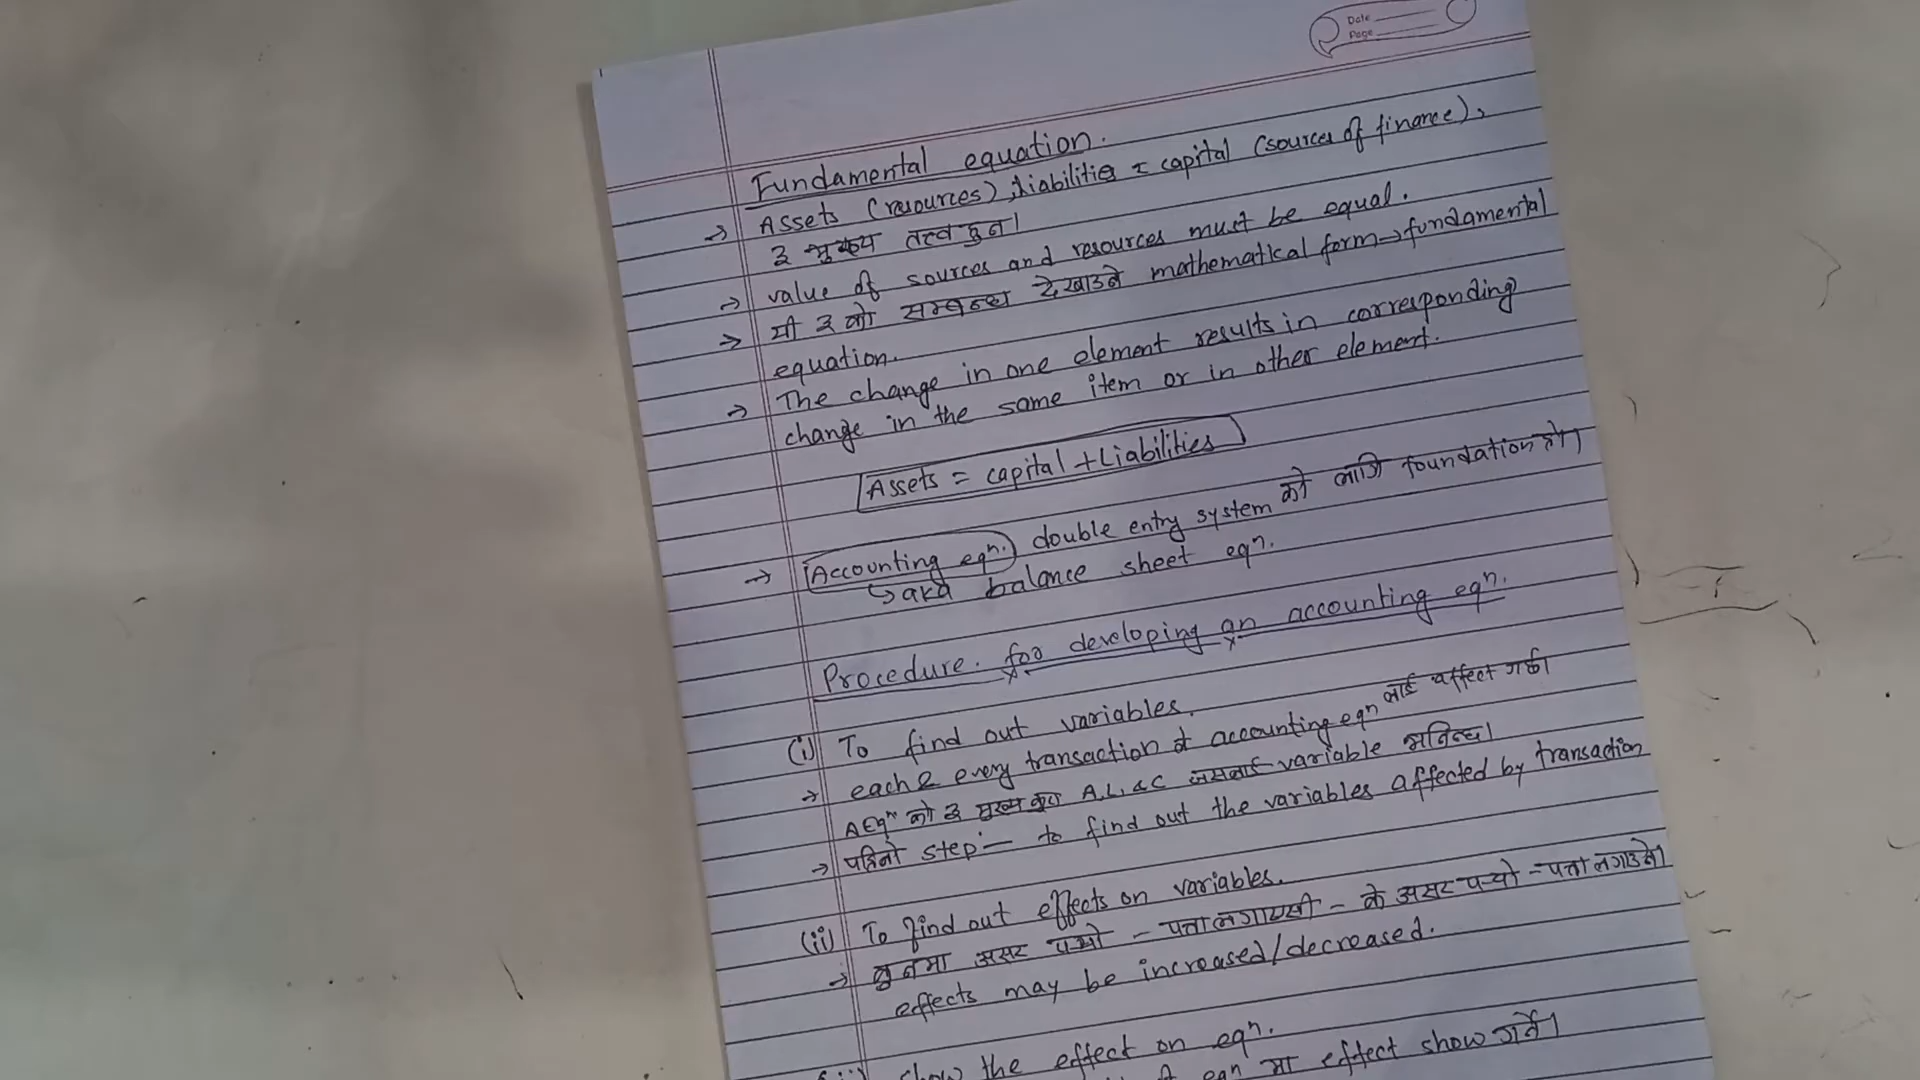 Date
Page
Fundamental equation.
→ Assets (resources), liabilities = capital (sources of finance),
३ मुख्य तत्व हुन।
→ value of sources and resources must be equal.
→ यी ३ को सम्बन्ध देखाउने mathematical form → fundamental
equation.
→ The change in one element results in corresponding
change in the same item or in other element.
Assets = capital + Liabilities
→ Accounting eqn. double entry system को लागि foundation हो।
↳ aka balance sheet eqn.
Procedure for developing an accounting eqn.
(i) To find out variables.
→ each & every transaction ले accounting eqn लाई affect गर्छ।
AEqn को ३ मुख्य कुरा A, L, & C जसलाई variable भनिन्छ।
→ पहिलो step:- to find out the variables affected by transaction
(ii) To find out effects on variables.
→ कुनमा असर पर्यो - पत्ता लगाएसी - के असर पर्यो - पत्ता लगाउने।
effects may be increased/decreased.
show the effect on eqn.
eqn मा effect show गर्ने।